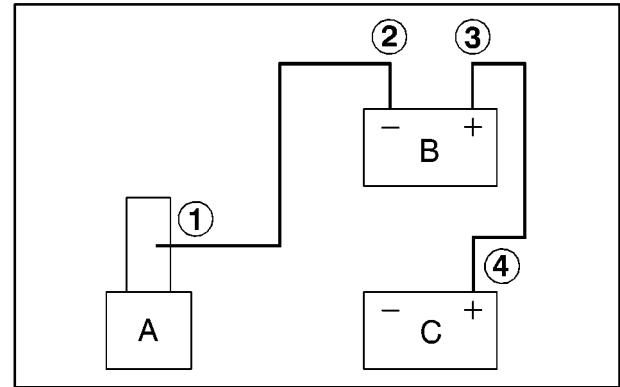 ② ③
− +
B
①
④
− +
A C